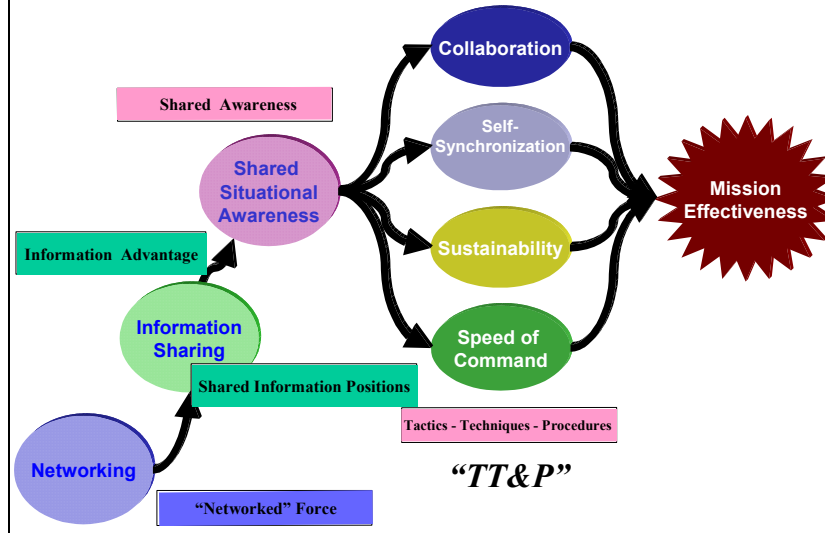 Collaboration
Shared Awareness
Self-
Synchronization
Shared
Situational
Awareness
Mission
Effectiveness
Information Advantage
Sustainability
Information
Sharing
Speed of
Command
Shared Information Positions
Tactics - Techniques - Procedures
Networking
“TT&P”
“Networked” Force